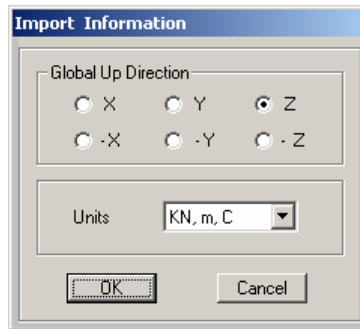 Import Information
Global Up Direction
X Y Z
-X -Y - Z
Units KN, m, C
OK Cancel